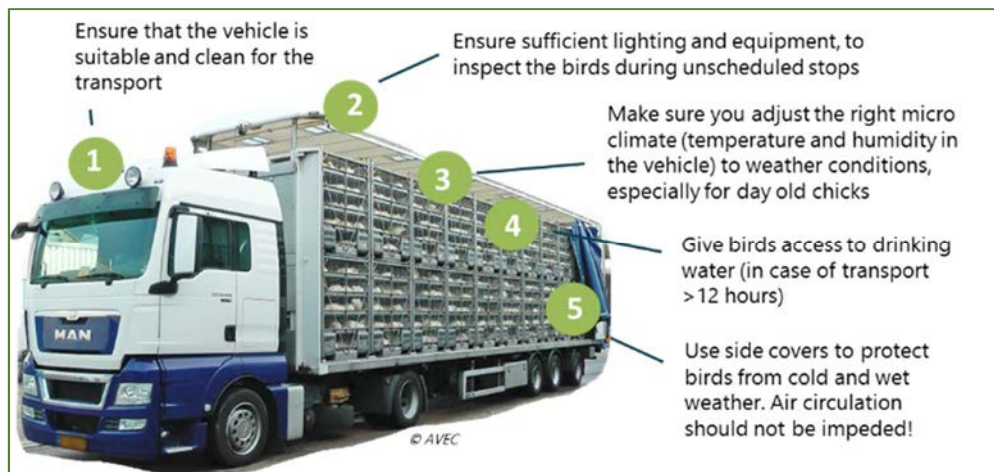 Ensure that the vehicle is
suitable and clean for the
transport
Ensure sufficient lighting and equipment, to
inspect the birds during unscheduled stops
Make sure you adjust the right micro
climate (temperature and humidity in
the vehicle) to weather conditions,
especially for day old chicks
Give birds access to drinking
water (in case of transport
>12 hours)
Use side covers to protect
birds from cold and wet
weather. Air circulation
should not be impeded!
1
2
3
4
5
MAN
© AVEC